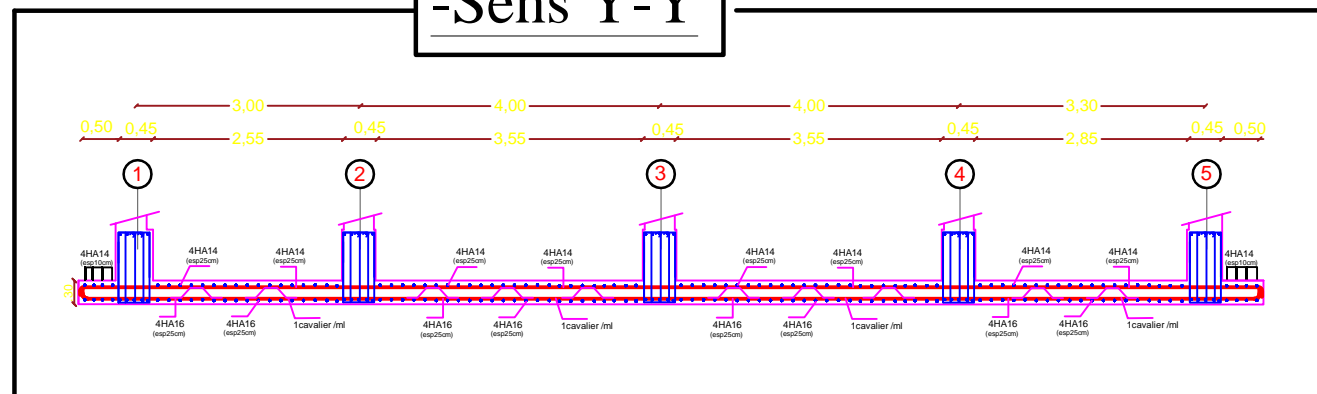 -Sens Y-Y
3,00 4,00 4,00 3,30
0,50 0,45 2,55 0,45 3,55 0,45 3,55 0,45 2,85 0,45 0,50
1 2 3 4 5
4HA14 4HA14 4HA14 4HA14 4HA14 4HA14 4HA14 4HA14 4HA14 4HA14
(esp10cm) (esp25cm) (esp25cm) (esp25cm) (esp25cm) (esp25cm) (esp25cm) (esp25cm) (esp25cm) (esp10cm)
30
4HA16 4HA16 1cavalier /ml 4HA16 4HA16 1cavalier /ml 4HA16 4HA16 1cavalier /ml 4HA16 4HA16 1cavalier /ml
(esp25cm) (esp25cm) (esp25cm) (esp25cm) (esp25cm) (esp25cm) (esp25cm) (esp25cm)